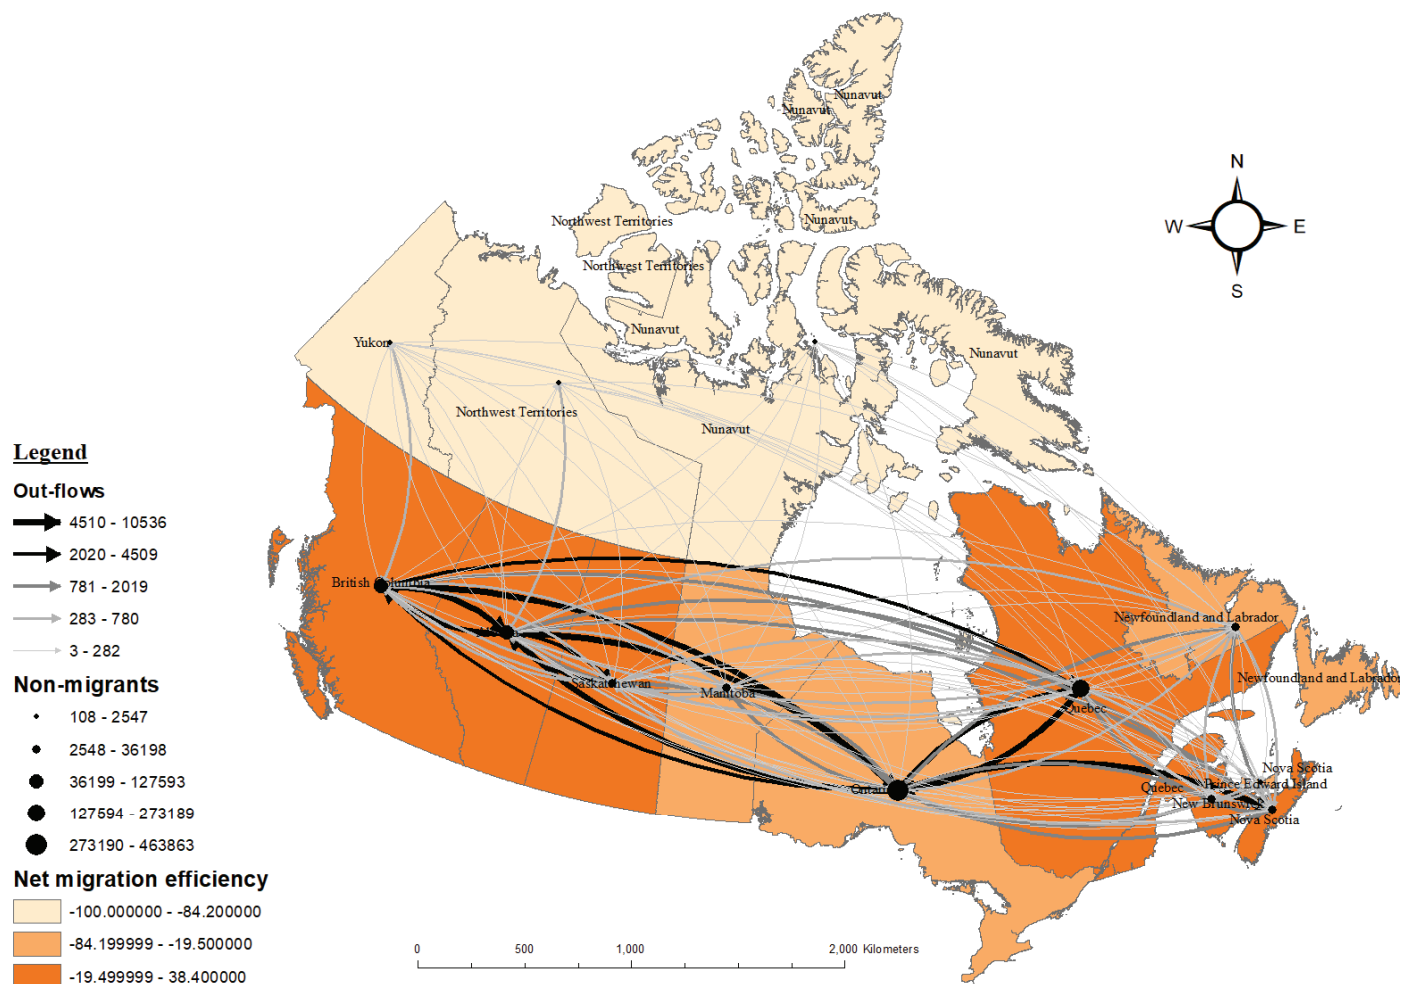 Nunavut
Nunavut
N
Northwest Territories
Nunavut
W
E
Northwest Territories
S
Nunavut
Yukon
Nunavut
Northwest Territories
Nunavut
Legend
Out-flows
4510 - 10536
2020 - 4509
781 - 2019
283 - 780
3 - 282
Non-migrants
108 - 2547
2548 - 36198
36199 - 127593
127594 - 273189
273190 - 463863
Net migration efficiency
-100.000000 - -84.200000
-84.199999 - -19.500000
-19.499999 - 38.400000
British Columbia
Newfoundland and Labrador
Saskatchewan
Manitoba
Newfoundland and Labrador
Quebec
Nova Scotia
Ontario
Quebec
Prince Edward Island
New Brunswick
Nova Scotia
0
500
1,000
2,000 Kilometers